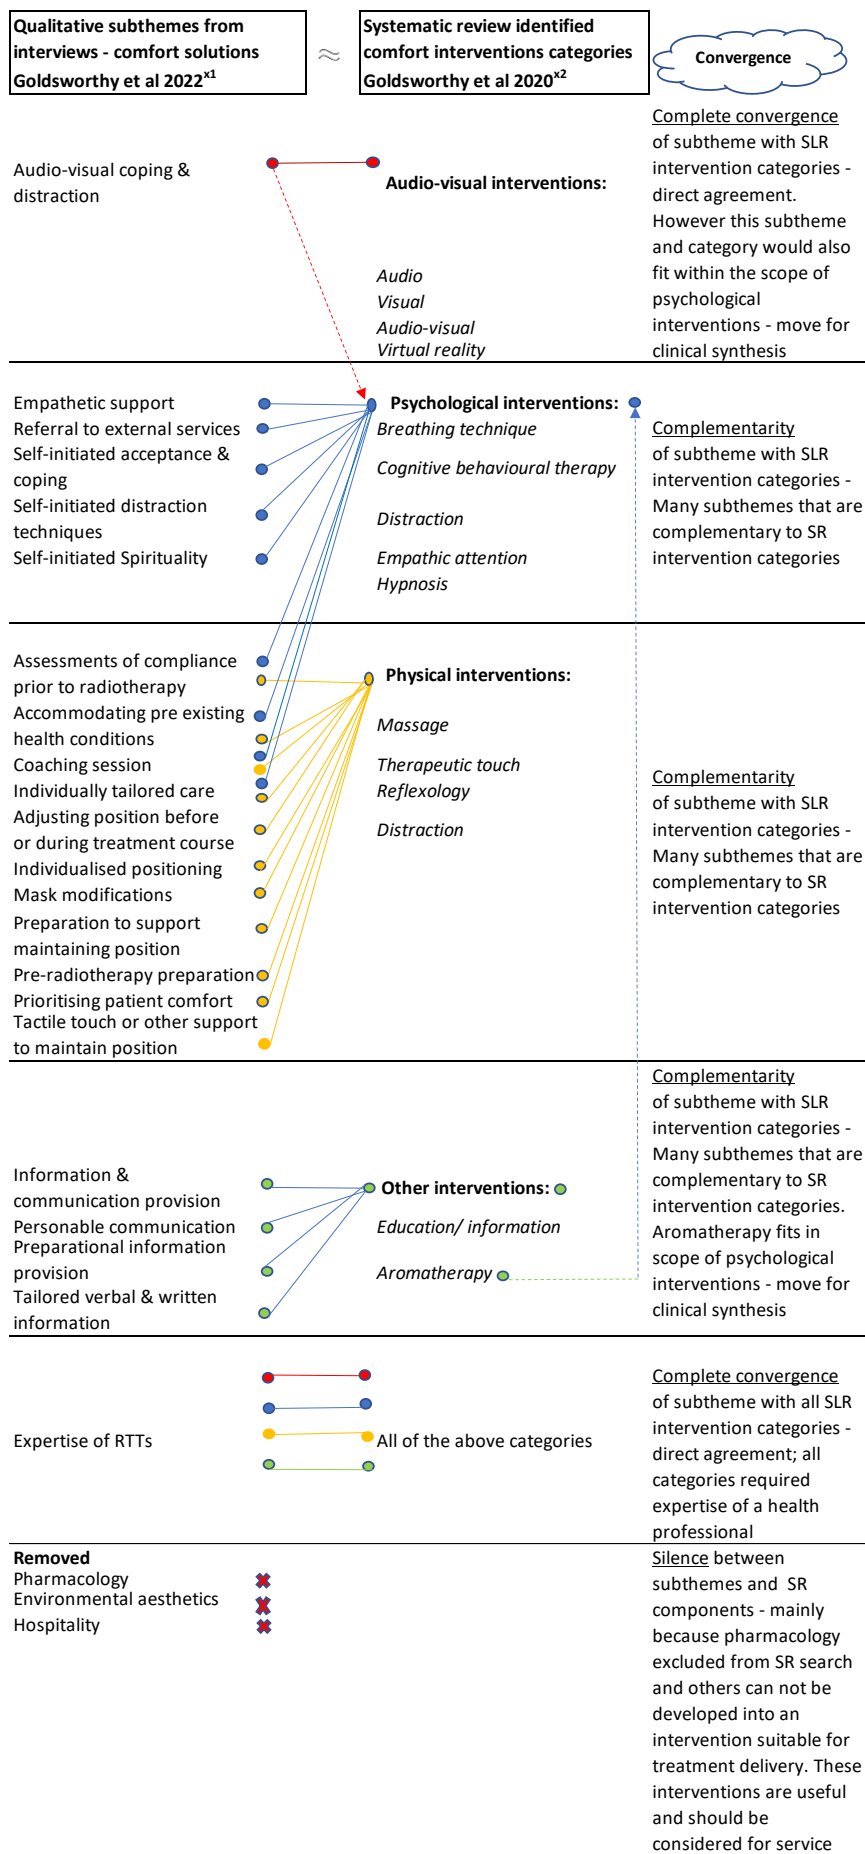 Qualitative subthemes from
interviews - comfort solutions
Goldsworthy et al 2022x1
≈
Systematic review identified
comfort interventions categories
Goldsworthy et al 2020x2
Convergence
Audio-visual coping &
distraction
Audio-visual interventions:
Audio
Visual
Audio-visual
Virtual reality
Complete convergence
of subtheme with SLR
intervention categories -
direct agreement.
However this subtheme
and category would also
fit within the scope of
psychological
interventions - move for
clinical synthesis
Empathetic support
Referral to external services
Self-initiated acceptance &
coping
Self-initiated distraction
techniques
Self-initiated Spirituality
Psychological interventions:
Breathing technique
Cognitive behavioural therapy
Distraction
Empathic attention
Hypnosis
Complementarity
of subtheme with SLR
intervention categories -
Many subthemes that are
complementary to SR
intervention categories
Assessments of compliance
prior to radiotherapy
Accommodating pre existing
health conditions
Coaching session
Individually tailored care
Adjusting position before
or during treatment course
Individualised positioning
Mask modifications
Preparation to support
maintaining position
Pre-radiotherapy preparation
Prioritising patient comfort
Tactile touch or other support
to maintain position
Physical interventions:
Massage
Therapeutic touch
Reflexology
Distraction
Complementarity
of subtheme with SLR
intervention categories -
Many subthemes that are
complementary to SR
intervention categories
Information &
communication provision
Personable communication
Preparational information
provision
Tailored verbal & written
information
Other interventions:
Education/ information
Aromatherapy
Complementarity
of subtheme with SLR
intervention categories -
Many subthemes that are
complementary to SR
intervention categories.
Aromatherapy fits in
scope of psychological
interventions - move for
clinical synthesis
Expertise of RTTs
All of the above categories
Complete convergence
of subtheme with all SLR
intervention categories -
direct agreement; all
categories required
expertise of a health
professional
Removed
Pharmacology
Environmental aesthetics
Hospitality
Silence between
subthemes and SR
components - mainly
because pharmacology
excluded from SR search
and others can not be
developed into an
intervention suitable for
treatment delivery. These
interventions are useful
and should be
considered for service